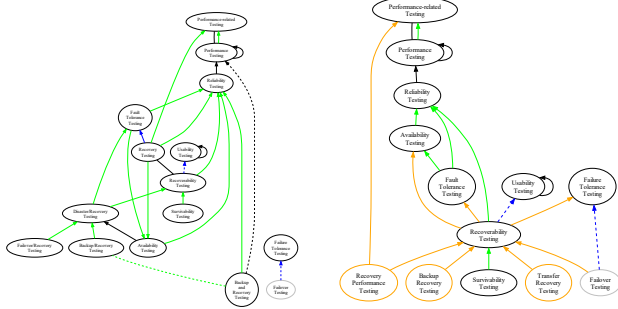 Performance-related
Testing
Performance
Testing
Reliability
Testing
Fault
Tolerance
Testing
Recovery
Testing
Usability
Testing
Recoverability
Testing
Disaster/Recovery
Testing
Survivability
Testing
Failover/Recovery
Testing
Backup/Recovery
Testing
Availability
Testing
Failure
Tolerance
Testing
Backup
and
Recovery
Testing
Failover
Testing
Performance-related
Testing
Performance
Testing
Reliability
Testing
Availability
Testing
Fault
Tolerance
Testing
Usability
Testing
Failure
Tolerance
Testing
Recoverability
Testing
Recovery
Performance
Testing
Backup
Recovery
Testing
Survivability
Testing
Transfer
Recovery
Testing
Failover
Testing